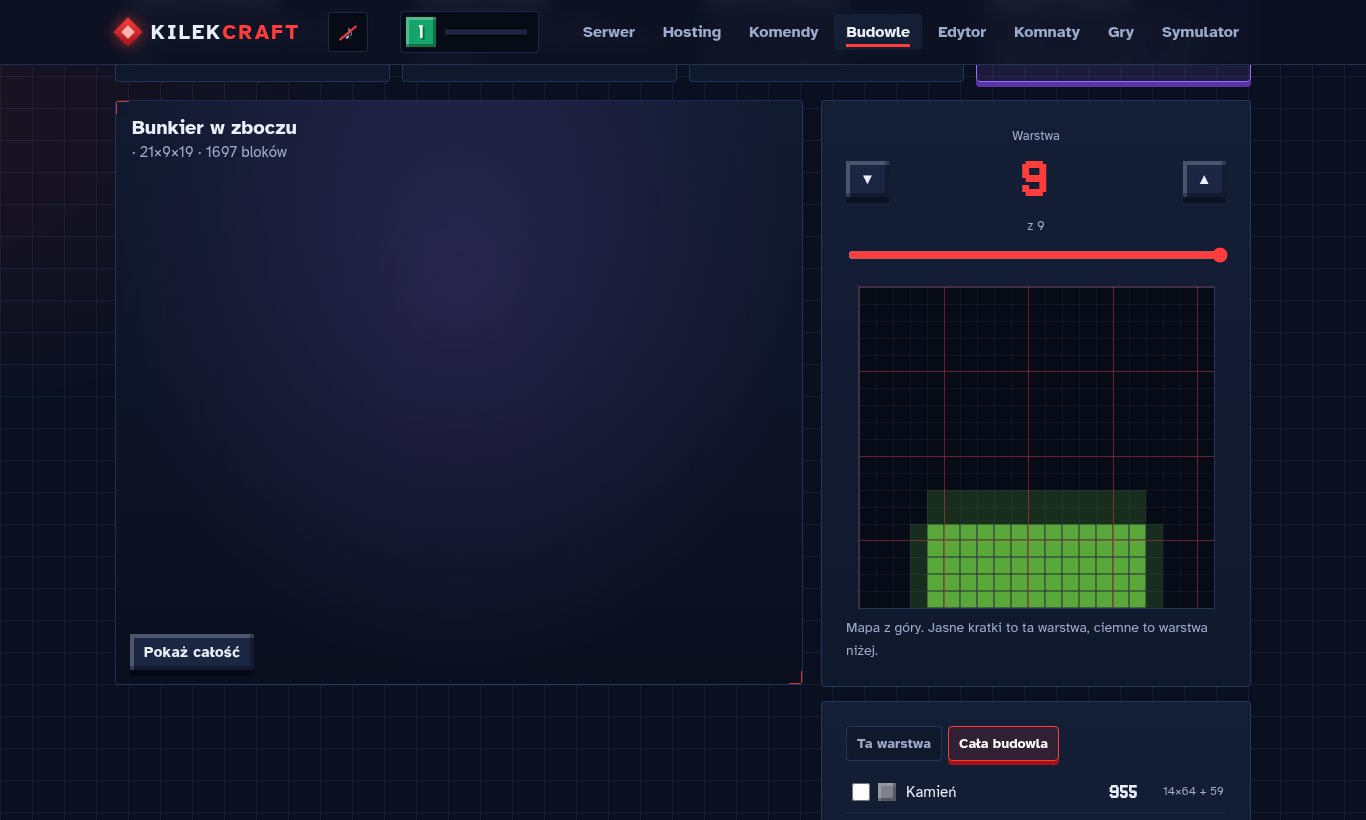 KILEKCRAFT
1
Serwer Hosting Komendy Budowle Edytor Komnaty Gry Symulator
Bunkier w zboczu
· 21×9×19 · 1697 bloków
Pokaż całość
Warstwa
▼ 9 ▲
z 9
Mapa z góry. Jasne kratki to ta warstwa, ciemne to warstwa
niżej.
Ta warstwa Cała budowla
Kamień 955 14×64 + 59